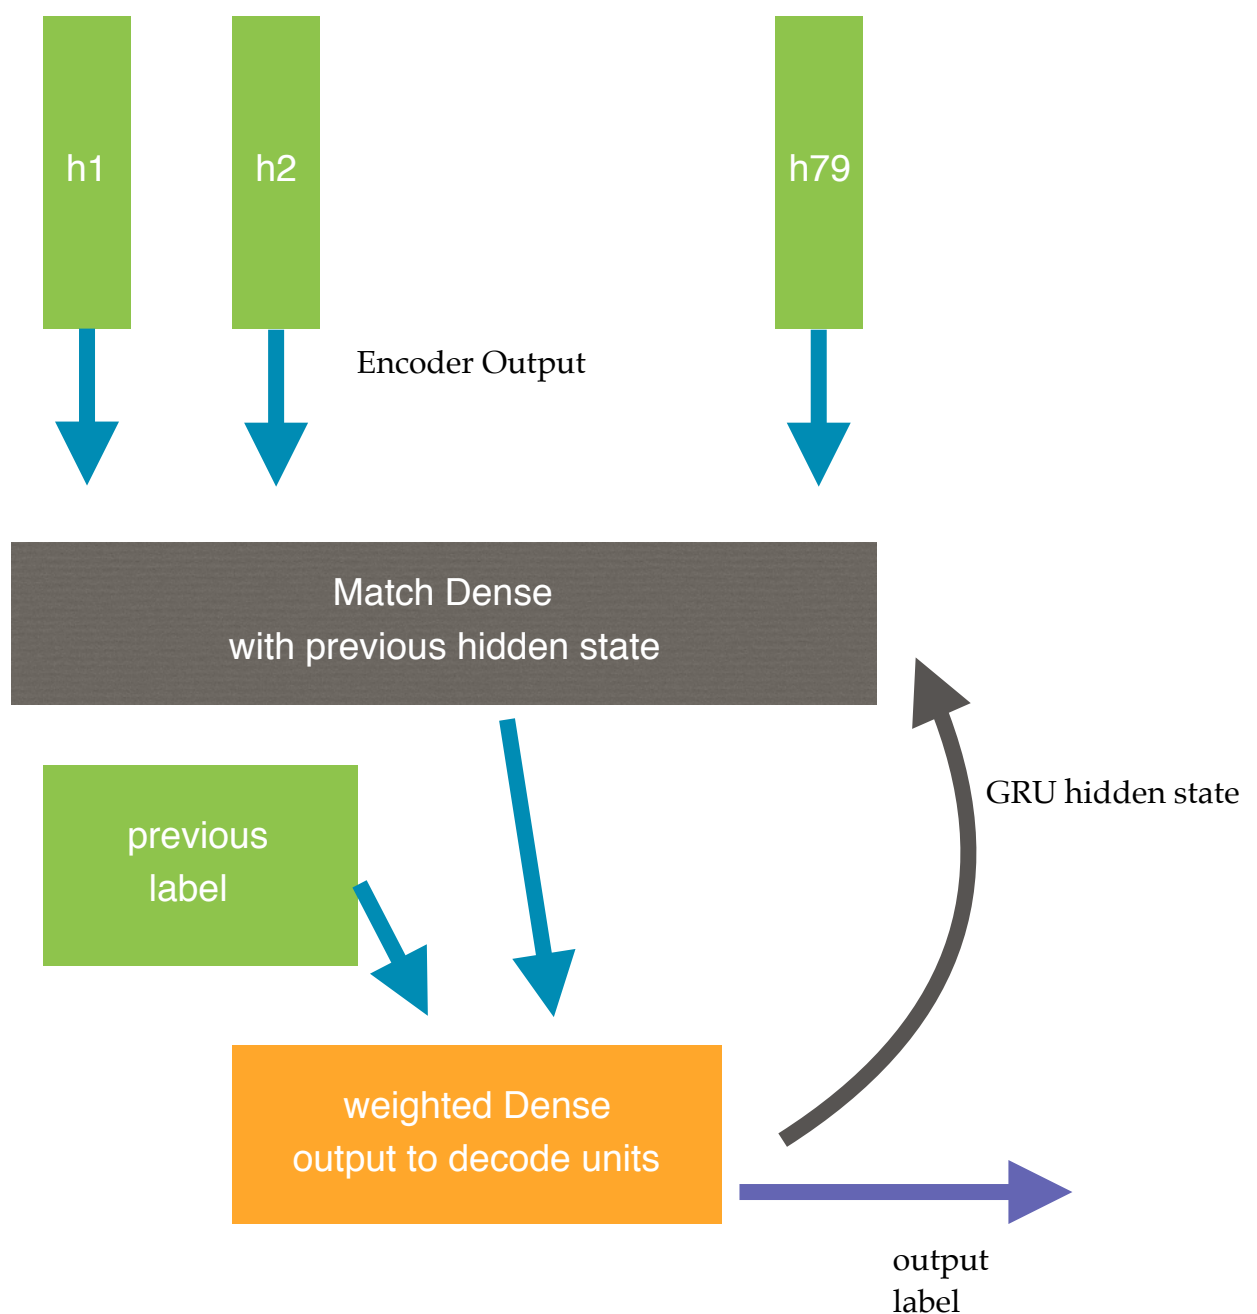 h1
h2
h79
Encoder Output
Match Dense
with previous hidden state
GRU hidden state
previous
label
weighted Dense
output to decode units
output
label